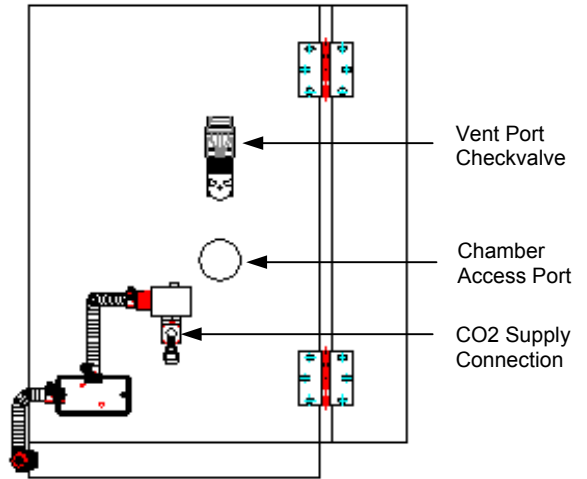 Vent Port
Checkvalve
Chamber
Access Port
CO2 Supply
Connection